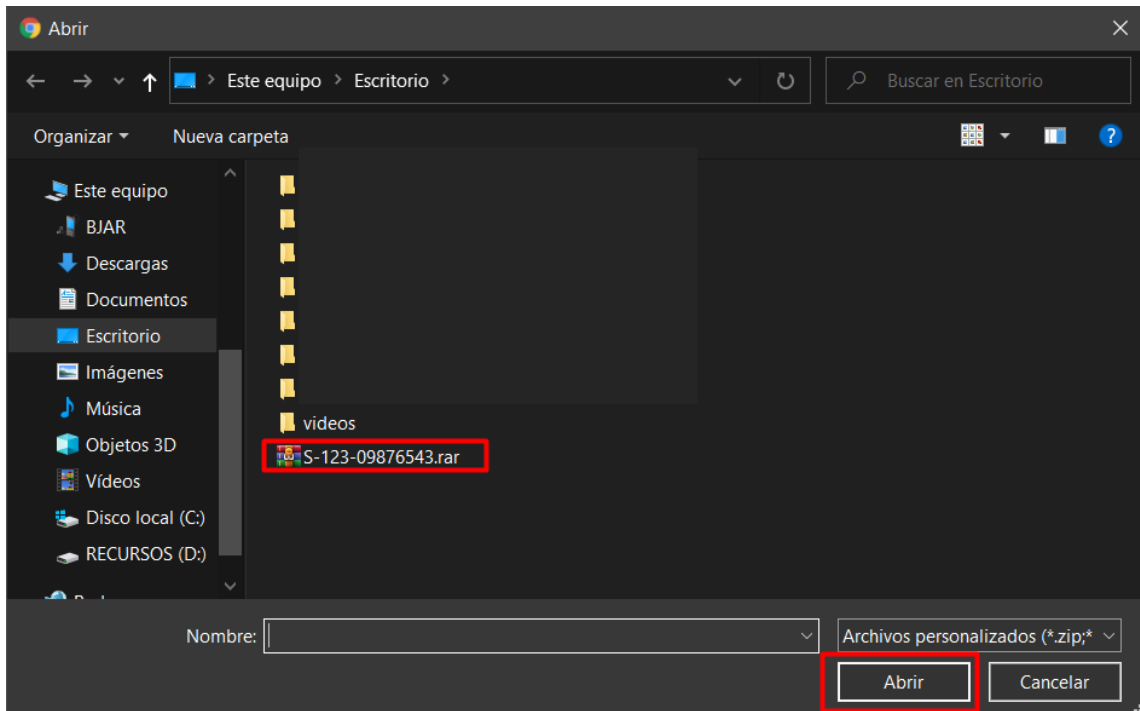 Abrir
Este equipo > Escritorio >
Buscar en Escritorio
Organizar
Nueva carpeta
?
Este equipo
BJAR
Descargas
Documentos
Escritorio
Imágenes
Música
Objetos 3D
Vídeos
Disco local (C:)
RECURSOS (D:)
videos
S-123-09876543.rar
Nombre:
Archivos personalizados (*.zip;*
Abrir
Cancelar